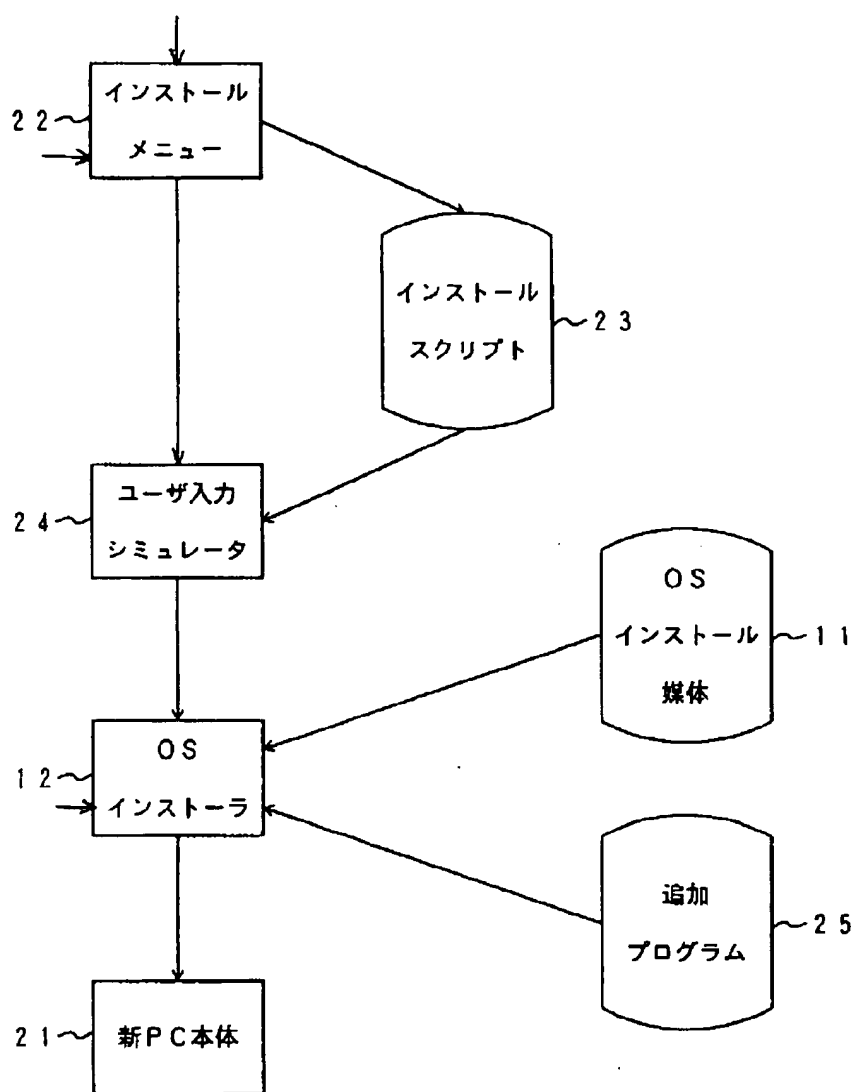 インストール
メニュー
22
インストール
スクリプト
23
ユーザ入力
シミュレータ
24
OS
インストール
媒体
11
OS
インストーラ
12
追加
プログラム
25
新PC本体
21